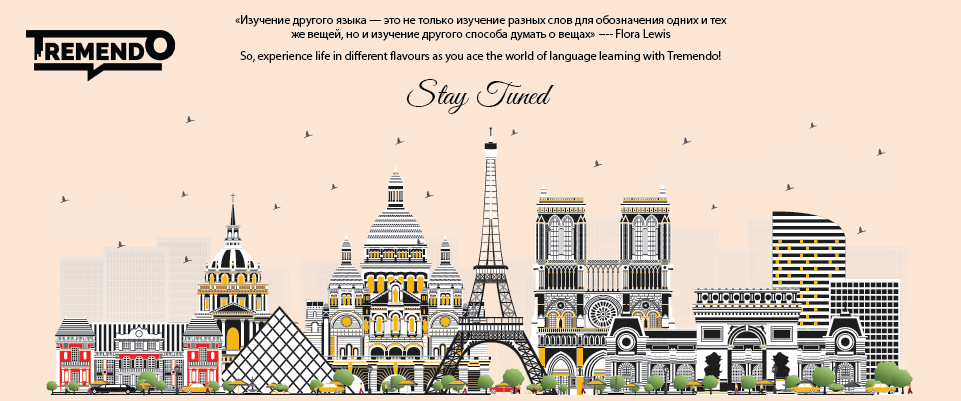 «Изучение другого языка — это не только изучение разных слов для обозначения одних и тех
же вещей, но и изучение другого способа думать о вещах» –-- Flora Lewis
TREMENDO
So, experience life in different flavours as you ace the world of language learning with Tremendo!
Stay Tuned